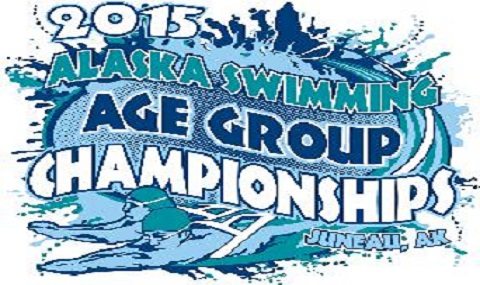 2015
ALASKA SWIMMING
AGE GROUP
CHAMPIONSHIPS
JUNEAU, AK